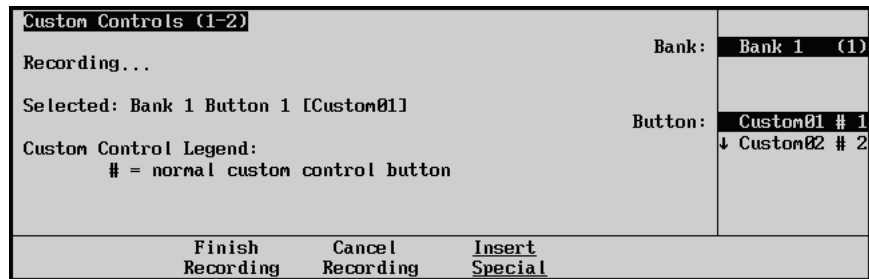 Custom Controls (1-2)
Bank: Bank 1 (1)
Recording...
Selected: Bank 1 Button 1 [Custom01]
Button: Custom01 # 1
↓ Custom02 # 2
Custom Control Legend:
# = normal custom control button
Finish Recording
Cancel Recording
Insert Special